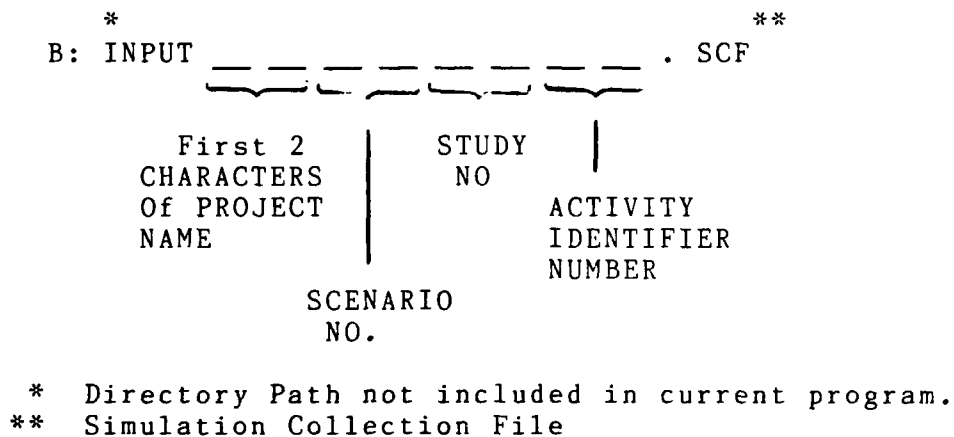 * **
B: INPUT _ _ _ _ _ _ _ _ . SCF
First 2 STUDY
CHARACTERS NO
Of PROJECT ACTIVITY
NAME IDENTIFIER
NUMBER
SCENARIO
NO.
* Directory Path not included in current program.
** Simulation Collection File